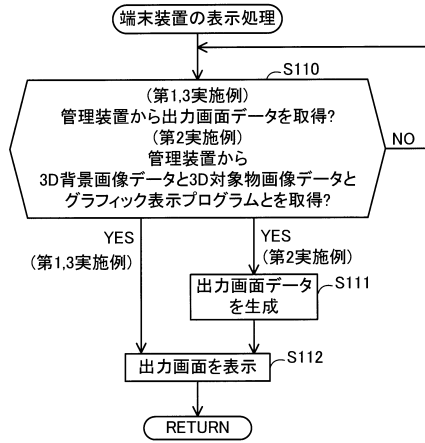 端末装置の表示処理
S110
(第1,3実施例)
管理装置から出力画面データを取得?
(第2実施例)
管理装置から
3D背景画像データと3D対象物画像データと
グラフィック表示プログラムとを取得?
NO
YES
(第1,3実施例)
YES
(第2実施例)
出力画面データ
を生成
S111
出力画面を表示
S112
RETURN